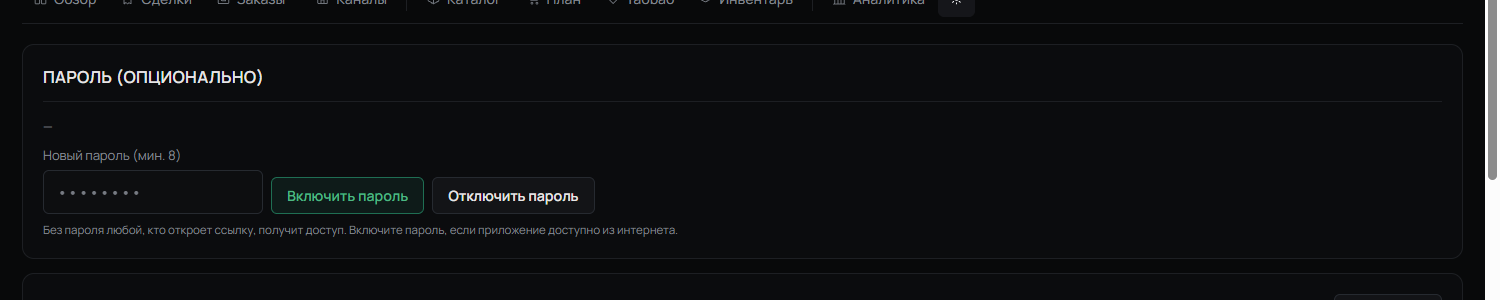 Обзор Сделки Заказы Каналы Каталог План Taobao Инвентарь Аналитика
ПАРОЛЬ (ОПЦИОНАЛЬНО)
—
Новый пароль (мин. 8)
••••••••
Включить пароль Отключить пароль
Без пароля любой, кто откроет ссылку, получит доступ. Включите пароль, если приложение доступно из интернета.